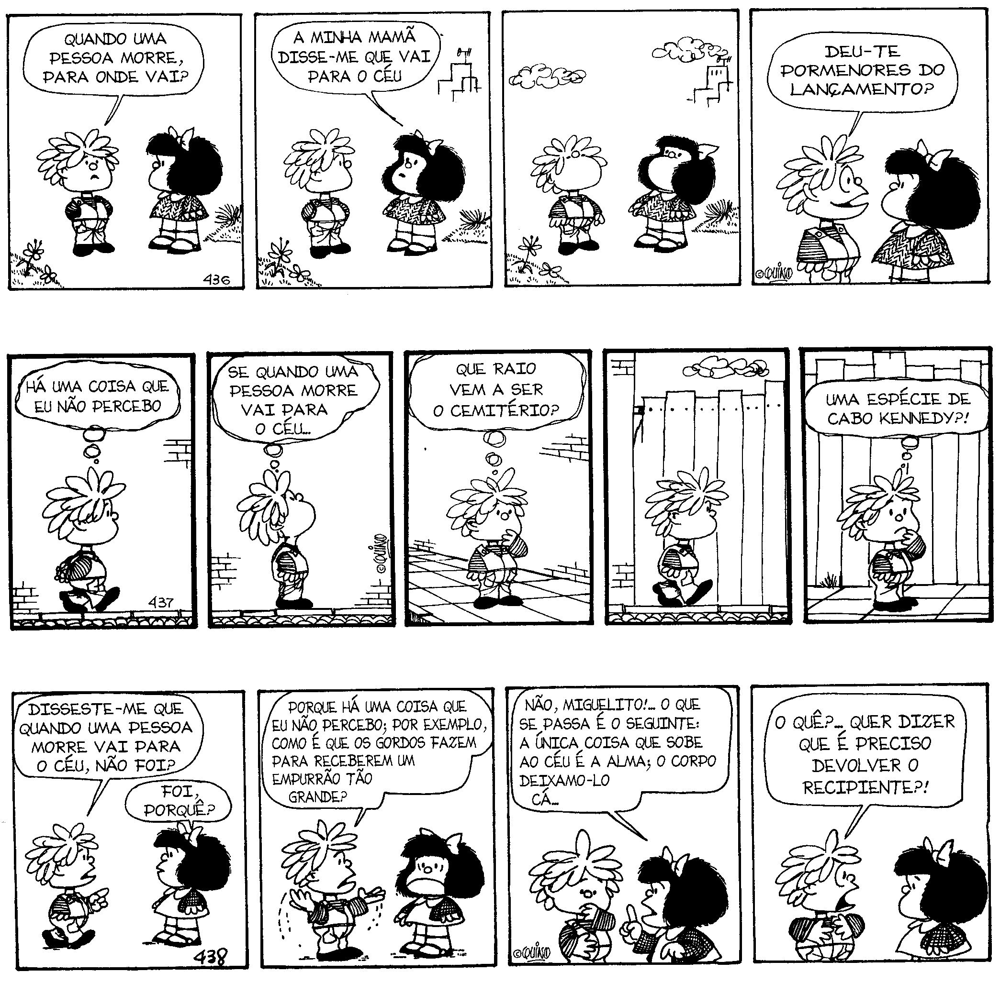 QUANDO UMA
PESSOA MORRE,
PARA ONDE VAI?
436
A MINHA MAMÃ
DISSE-ME QUE VAI
PARA O CÉU
DEU-TE
PORMENORES DO
LANÇAMENTO?
©QUINO
HÁ UMA COISA QUE
EU NÃO PERCEBO
437
SE QUANDO UMA
PESSOA MORRE
VAI PARA
O CÉU...
©QUINO
QUE RAIO
VEM A SER
O CEMITÉRIO?
UMA ESPÉCIE DE
CABO KENNEDY?!
DISSESTE-ME QUE
QUANDO UMA PESSOA
MORRE VAI PARA
O CÉU, NÃO FOI?
FOI,
PORQUÊ?
438
PORQUE HÁ UMA COISA QUE
EU NÃO PERCEBO; POR EXEMPLO,
COMO É QUE OS GORDOS FAZEM
PARA RECEBEREM UM
EMPURRÃO TÃO
GRANDE?
NÃO, MIGUELITO!... O QUE
SE PASSA É O SEGUINTE:
A ÚNICA COISA QUE SOBE
AO CÉU É A ALMA; O CORPO
DEIXAMO-LO
CÁ...
©QUINO
O QUÊ?... QUER DIZER
QUE É PRECISO
DEVOLVER O
RECIPIENTE?!